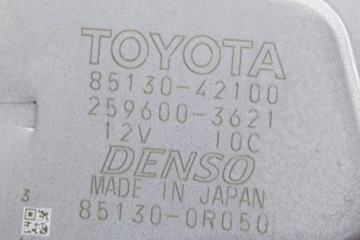 TOYOTA
85130-42100
259600-3621
12V 10C
DENSO
MADE IN JAPAN
3
85130-0R050